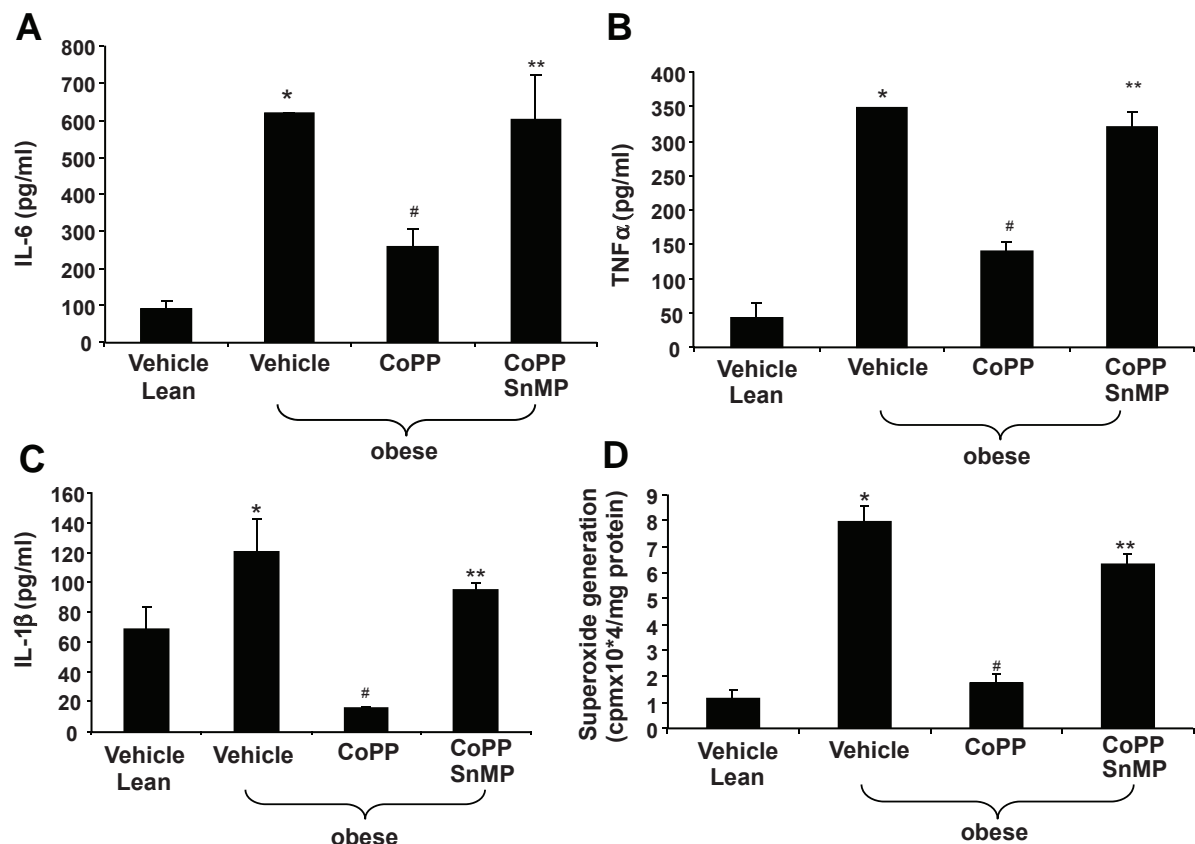 A
IL-6 (pg/ml)
800
700
600
500
400
300
200
100
0
*
#
**
Vehicle
Lean
Vehicle
CoPP
CoPP
SnMP
obese
B
TNFα (pg/ml)
400
350
300
250
200
150
100
50
0
*
#
**
Vehicle
Lean
Vehicle
CoPP
CoPP
SnMP
obese
C
IL-1β (pg/ml)
160
140
120
100
80
60
40
20
0
*
#
**
Vehicle
Lean
Vehicle
CoPP
CoPP
SnMP
obese
D
Superoxide generation
(cpmx10*4/mg protein)
9
8
7
6
5
4
3
2
1
0
*
#
**
Vehicle
Lean
Vehicle
CoPP
CoPP
SnMP
obese